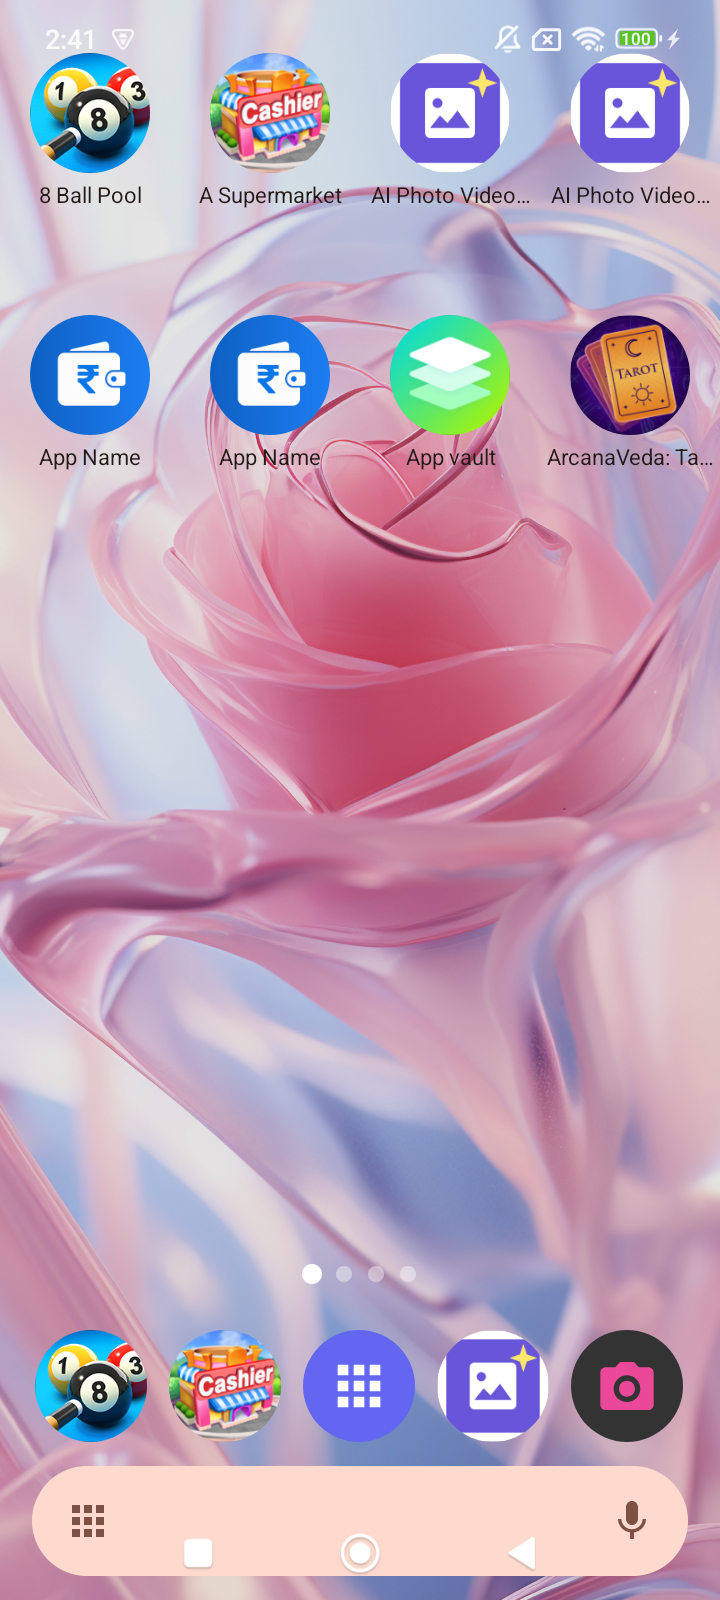 2:41
100
1 8 3
Cashier
8 Ball Pool
A Supermarket
AI Photo Video...
AI Photo Video...
₹
₹
TAROT
App Name
App Name
App vault
ArcanaVeda: Ta...
1 8 3
Cashier